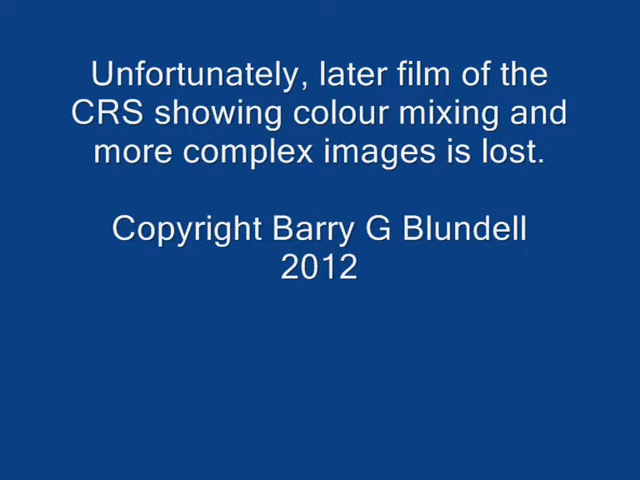 Unfortunately, later film of the
CRS showing colour mixing and
more complex images is lost.
Copyright Barry G Blundell
2012